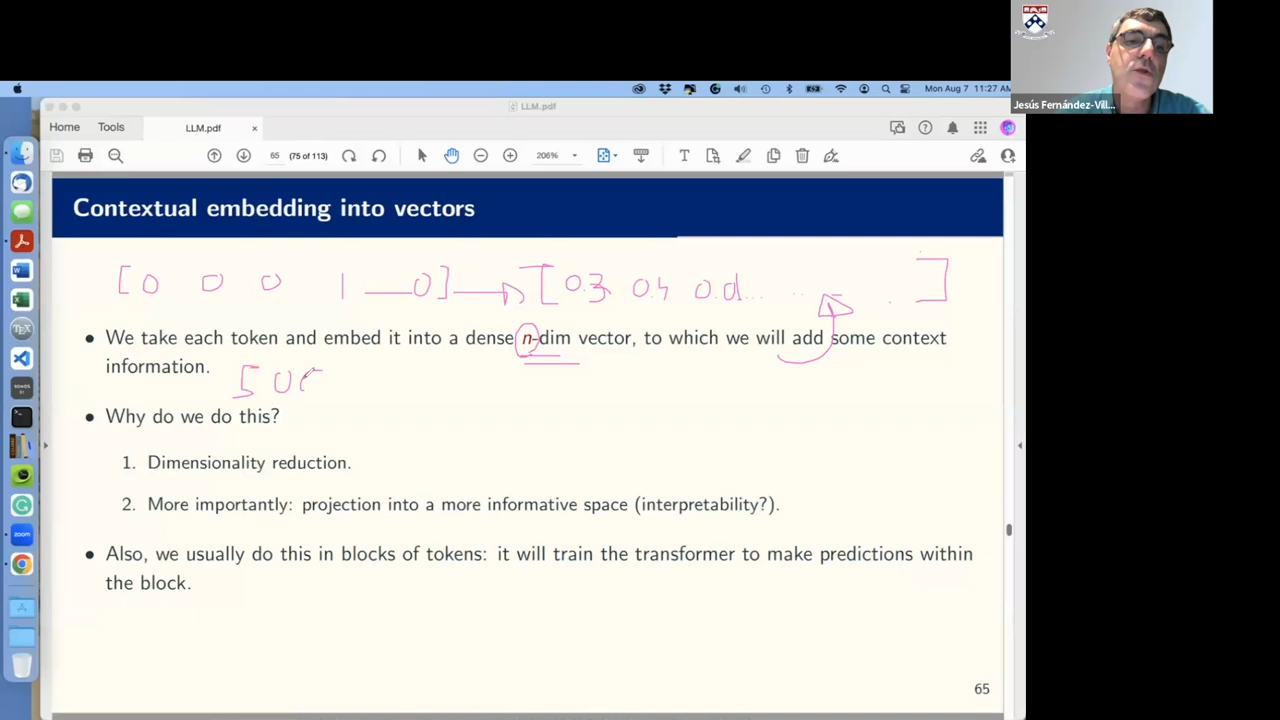 Jesús Fernández-Vill...
Mon Aug 7 11:27 AM
LLM.pdf
Home Tools LLM.pdf ×
65 (75 of 113) 206%
Contextual embedding into vectors
[0 0 0 1 0] → [0.3 0.4 ]
• We take each token and embed it into a dense n-dim vector, to which we will add some context
information.
• Why do we do this?
1. Dimensionality reduction.
2. More importantly: projection into a more informative space (interpretability?).
• Also, we usually do this in blocks of tokens: it will train the transformer to make predictions within
the block.
65
zoom